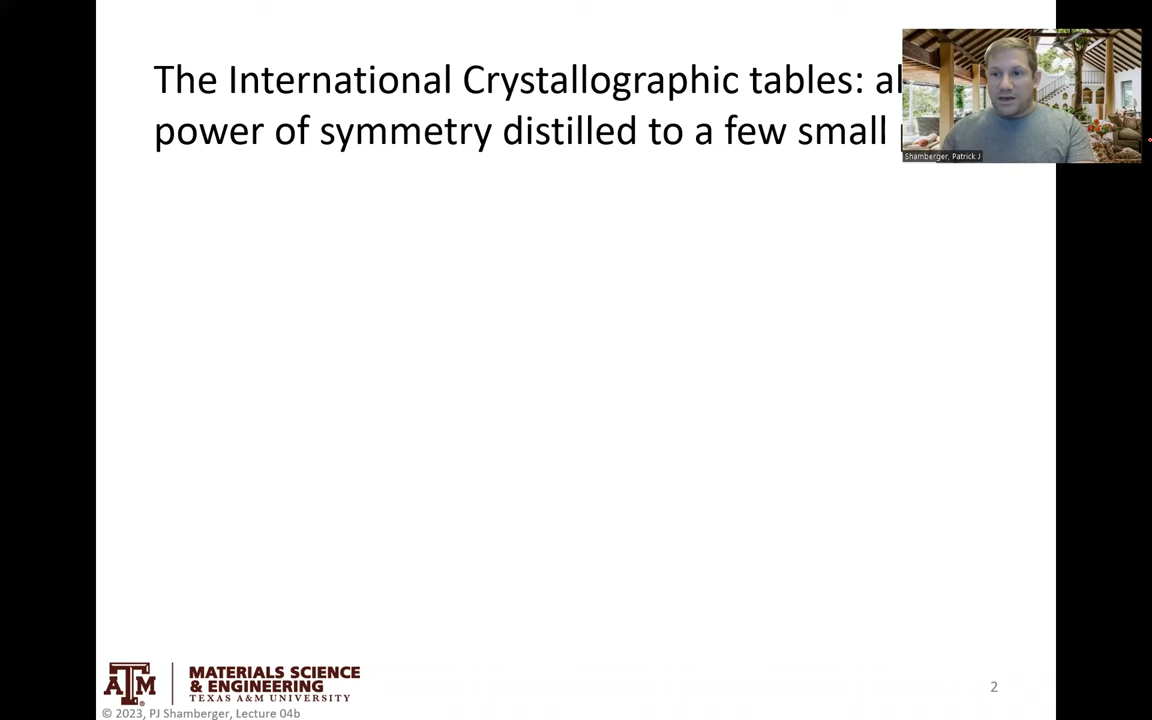 The International Crystallographic tables: al
power of symmetry distilled to a few small
Shamberger, Patrick J
MATERIALS SCIENCE
& ENGINEERING
TEXAS A&M UNIVERSITY
ATM
®
© 2023, PJ Shamberger, Lecture 04b
2